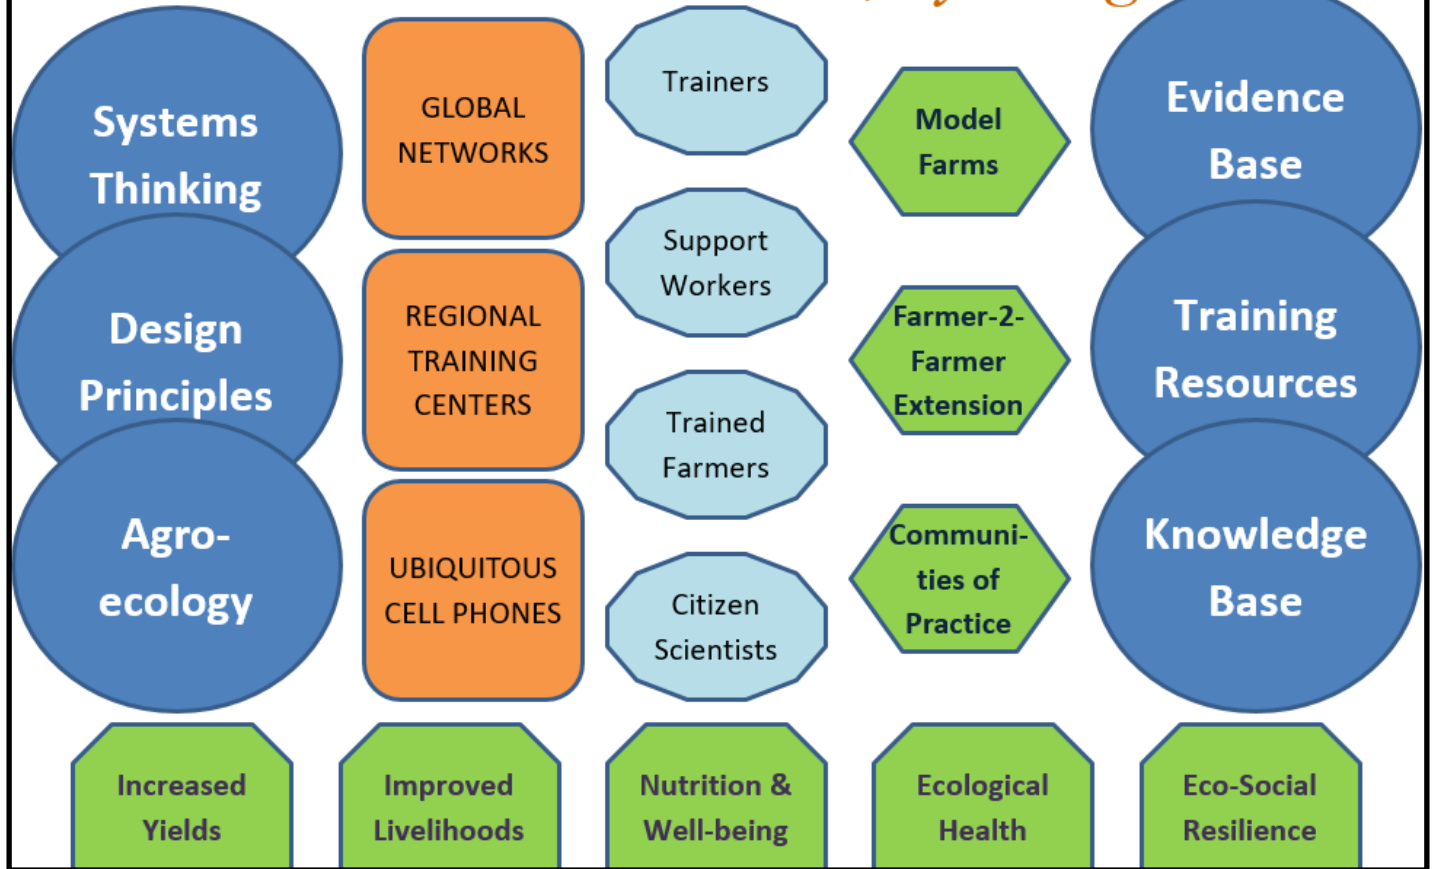 Systems
Thinking
Design
Principles
Agro-
ecology
GLOBAL
NETWORKS
REGIONAL
TRAINING
CENTERS
UBIQUITOUS
CELL PHONES
Trainers
Support
Workers
Trained
Farmers
Citizen
Scientists
Model
Farms
Farmer-2-
Farmer
Extension
Communi-
ties of
Practice
Evidence
Base
Training
Resources
Knowledge
Base
Increased
Yields
Improved
Livelihoods
Nutrition &
Well-being
Ecological
Health
Eco-Social
Resilience